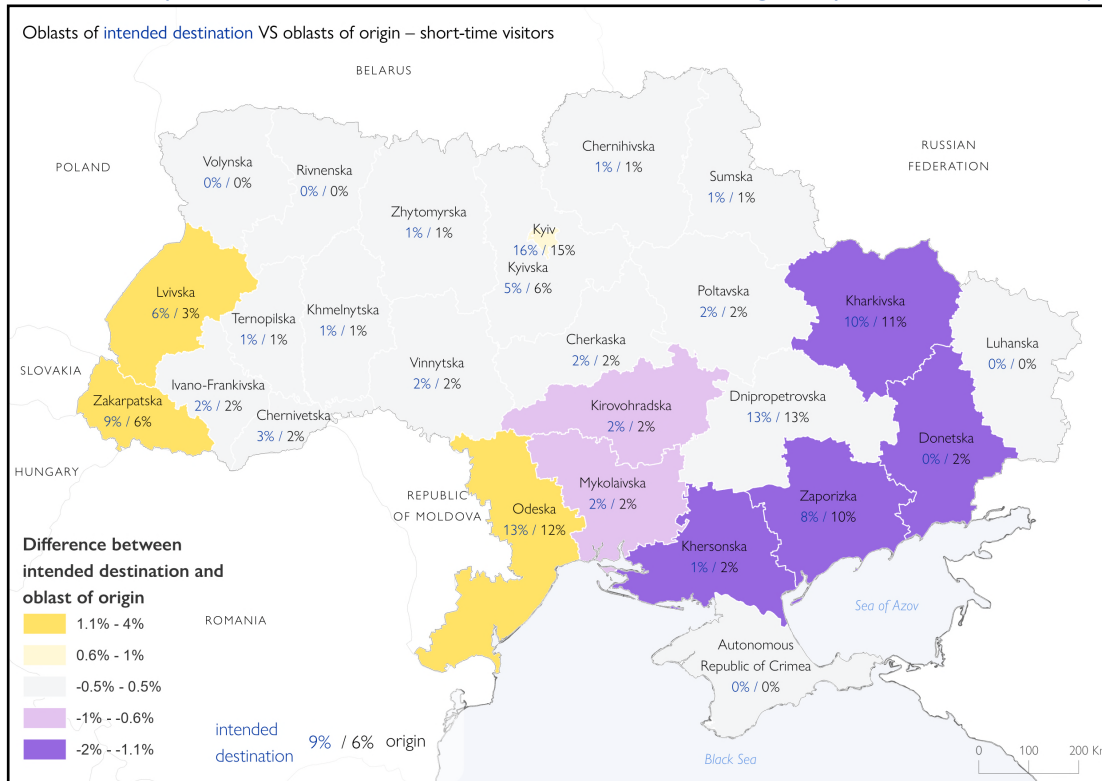 Oblasts of intended destination VS oblasts of origin – short-time visitors
BELARUS
POLAND
RUSSIAN
FEDERATION
Volynska
0% / 0%
Rivnenska
0% / 0%
Chernihivska
1% / 1%
Sumska
1% / 1%
Zhytomyrska
1% / 1%
Kyiv
16% / 15%
Kyivska
5% / 6%
Lvivska
6% / 3%
Ternopilska
1% / 1%
Khmelnytska
1% / 1%
Poltavska
2% / 2%
Kharkivska
10% / 11%
Luhanska
0% / 0%
Cherkaska
2% / 2%
Vinnytska
2% / 2%
SLOVAKIA
Ivano-Frankivska
2% / 2%
Zakarpatska
9% / 6%
Chernivetska
3% / 2%
Kirovohradska
2% / 2%
Dnipropetrovska
13% / 13%
Donetska
0% / 2%
HUNGARY
REPUBLIC
OF MOLDOVA
Odeska
13% / 12%
Mykolaivska
2% / 2%
Zaporizka
8% / 10%
Khersonska
1% / 2%
Sea of Azov
ROMANIA
Autonomous
Republic of Crimea
0% / 0%
Black Sea
Difference between
intended destination and
oblast of origin
1.1% - 4%
0.6% - 1%
-0.5% - 0.5%
-1% - -0.6%
-2% - -1.1%
intended
destination
9% / 6% origin
0 100 200 Km